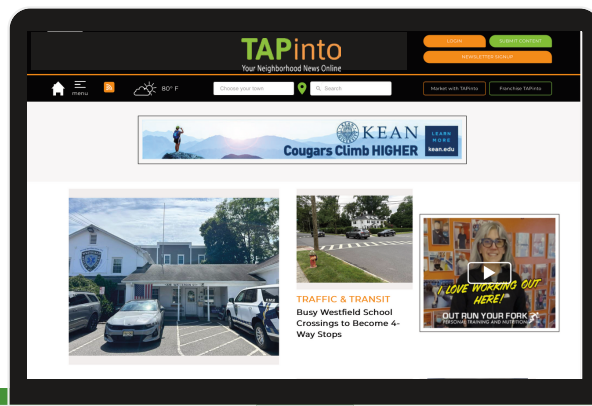 TAPinto
Your Neighborhood News Online
LOGIN
SUBMIT CONTENT
NEWSLETTER SIGNUP
menu
80° F
Choose your town
Search
Market with TAPinto
Franchise TAPinto
KEAN
Cougars Climb HIGHER
LEARN
MORE
kean.edu
TRAFFIC & TRANSIT
Busy Westfield School
Crossings to Become 4-
Way Stops
I LOVE WORKING OUT
HERE!"
OUT RUN YOUR FORK
PERSONAL TRAINING AND NUTRITION